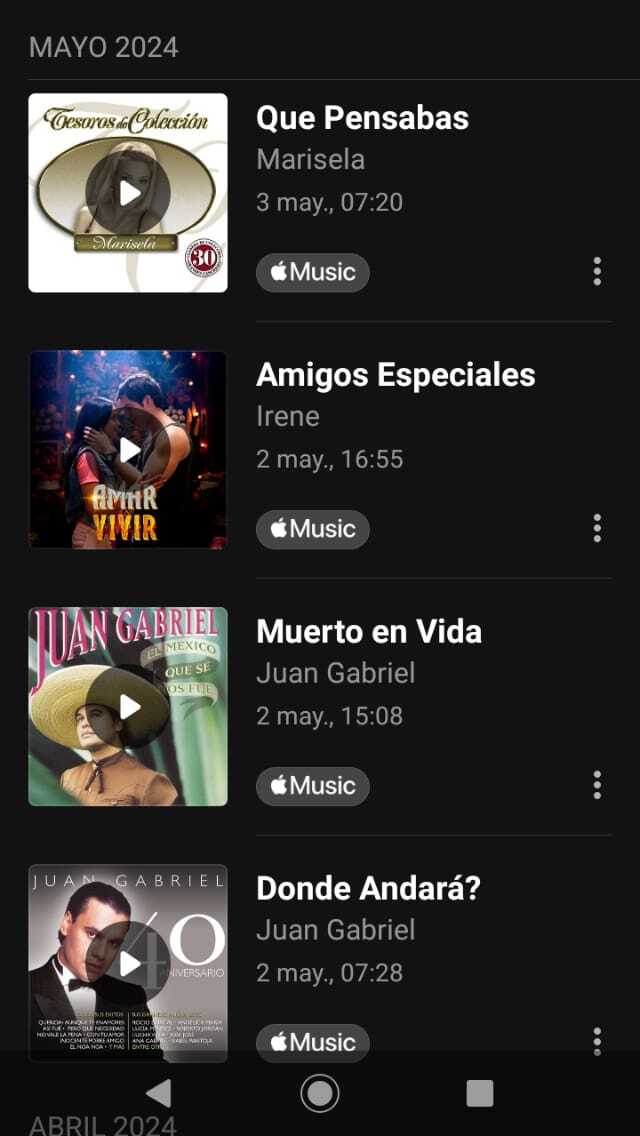 MAYO 2024
Tesoros de Colección
Marisela
30
Que Pensabas
Marisela
3 may., 07:20
Music
AMAR
Y
VIVIR
Amigos Especiales
Irene
2 may., 16:55
Music
JUAN GABRIEL
EL MEXICO
QUE SE
NOS FUE
Muerto en Vida
Juan Gabriel
2 may., 15:08
Music
JUAN GABRIEL
40
ANIVERSARIO
Donde Andará?
Juan Gabriel
2 may., 07:28
Music
ABRIL 2024